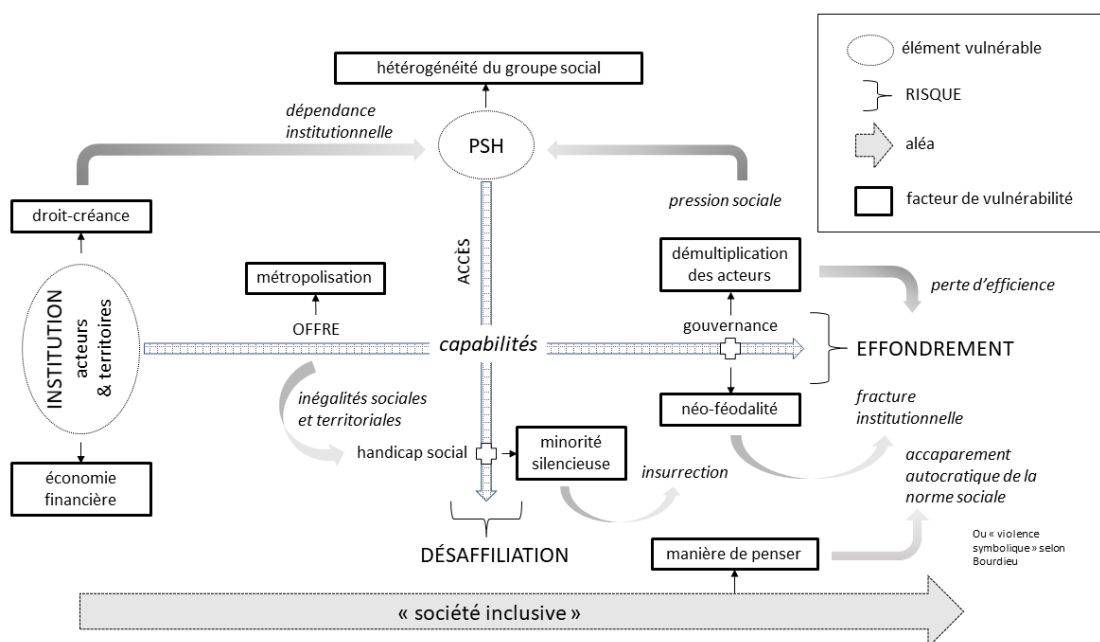 hétérogénéité du groupe social
dépendance
institutionnelle
PSH
élément vulnérable
RISQUE
aléa
facteur de vulnérabilité
droit-créance
pression sociale
métropolisation
ACCÈS
démultiplication
des acteurs
perte d’efficience
INSTITUTION
acteurs
& territoires
OFFRE
capabilités
gouvernance
EFFONDREMENT
inégalités sociales
et territoriales
néo-féodalité
fracture
institutionnelle
handicap social
minorité
silencieuse
insurrection
accaparement
autocratique de la
norme sociale
économie
financière
DÉSAFFILIATION
manière de penser
Ou « violence
symbolique » selon
Bourdieu
« société inclusive »